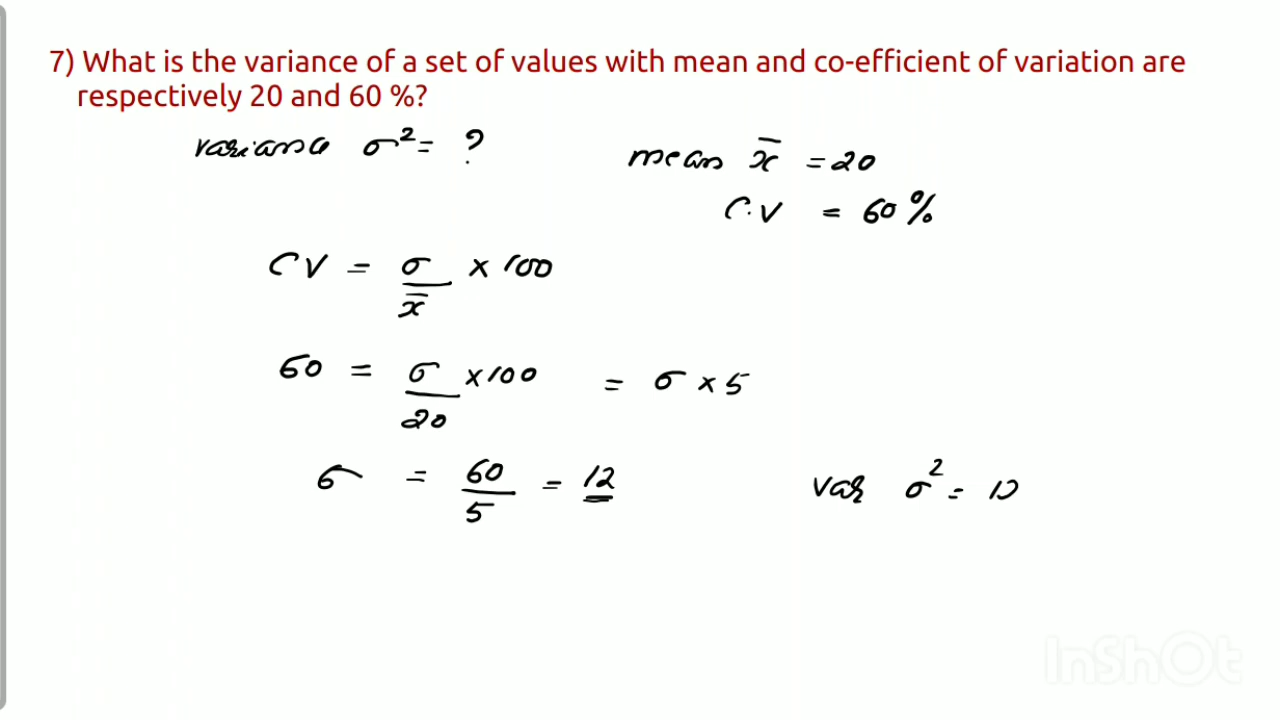 7) What is the variance of a set of values with mean and co-efficient of variation are
respectively 20 and 60 %?
variance σ² = ?
mean x̄ = 20
C.V = 60%
CV = σ/x̄ × 100
60 = σ/20 × 100 = σ × 5
σ = 60/5 = 12
var σ² =
InShOt